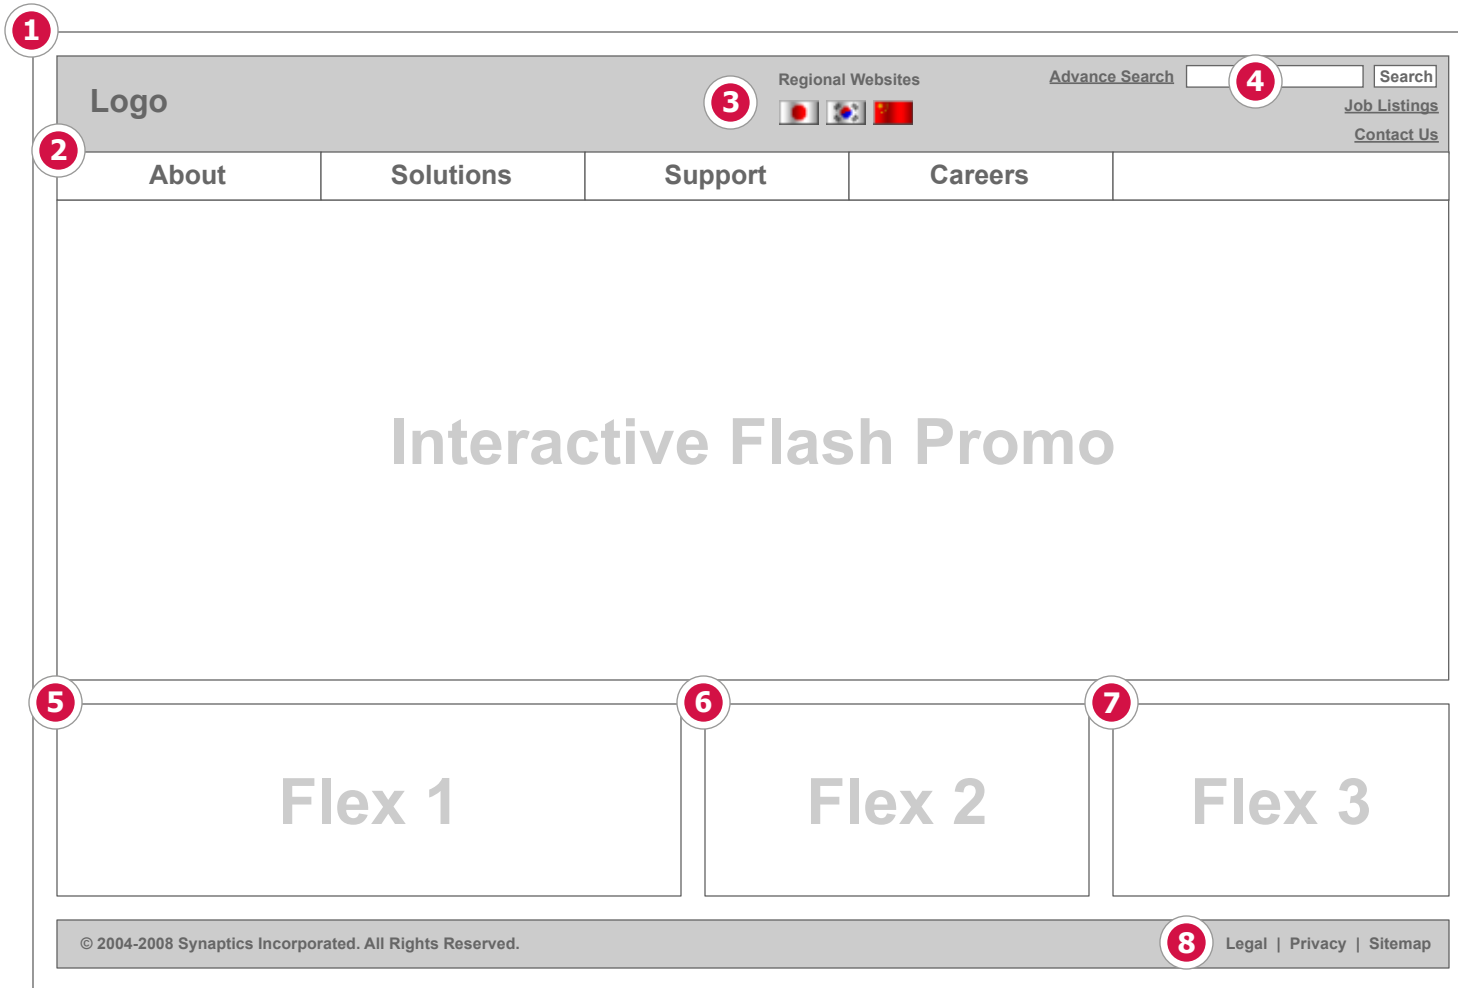 1
Logo
3
Regional Websites
Advance Search
4
Search
Job Listings
Contact Us
2
About
Solutions
Support
Careers
Interactive Flash Promo
5
6
7
Flex 1
Flex 2
Flex 3
© 2004-2008 Synaptics Incorporated. All Rights Reserved.
8
Legal | Privacy | Sitemap